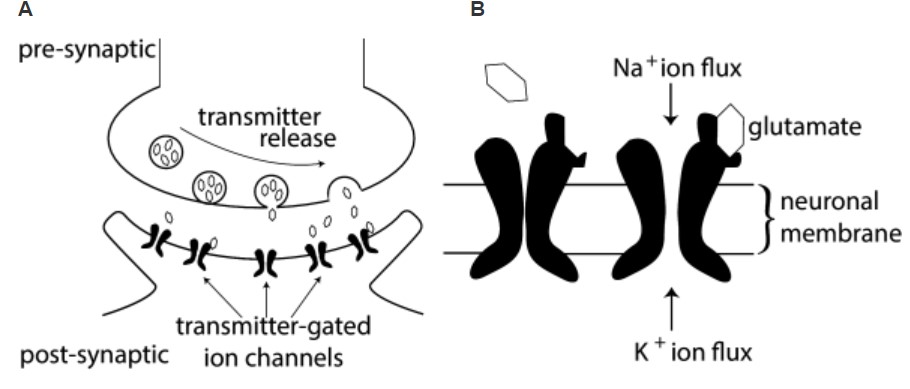 A
pre-synaptic
transmitter
release
transmitter-gated
ion channels
post-synaptic
B
Na+ ion flux
glutamate
neuronal
membrane
K+ ion flux